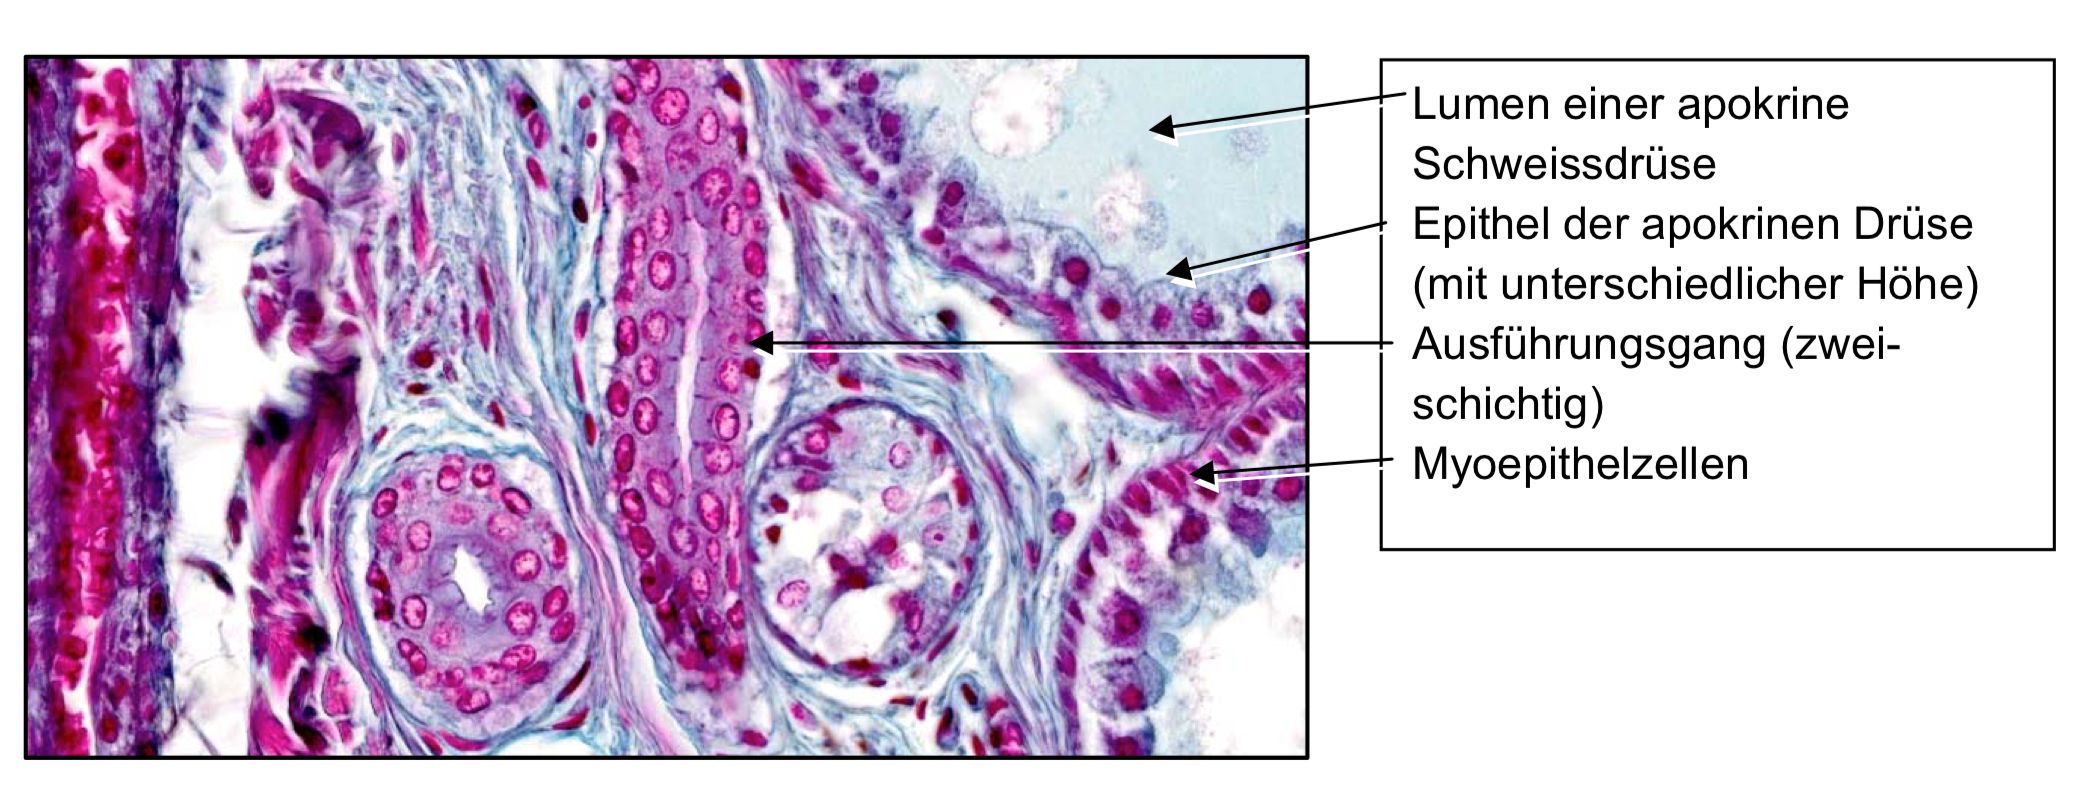 Lumen einer apokrine
Schweissdrüse
Epithel der apokrinen Drüse
(mit unterschiedlicher Höhe)
Ausführungsgang (zwei-
schichtig)
Myoepithelzellen